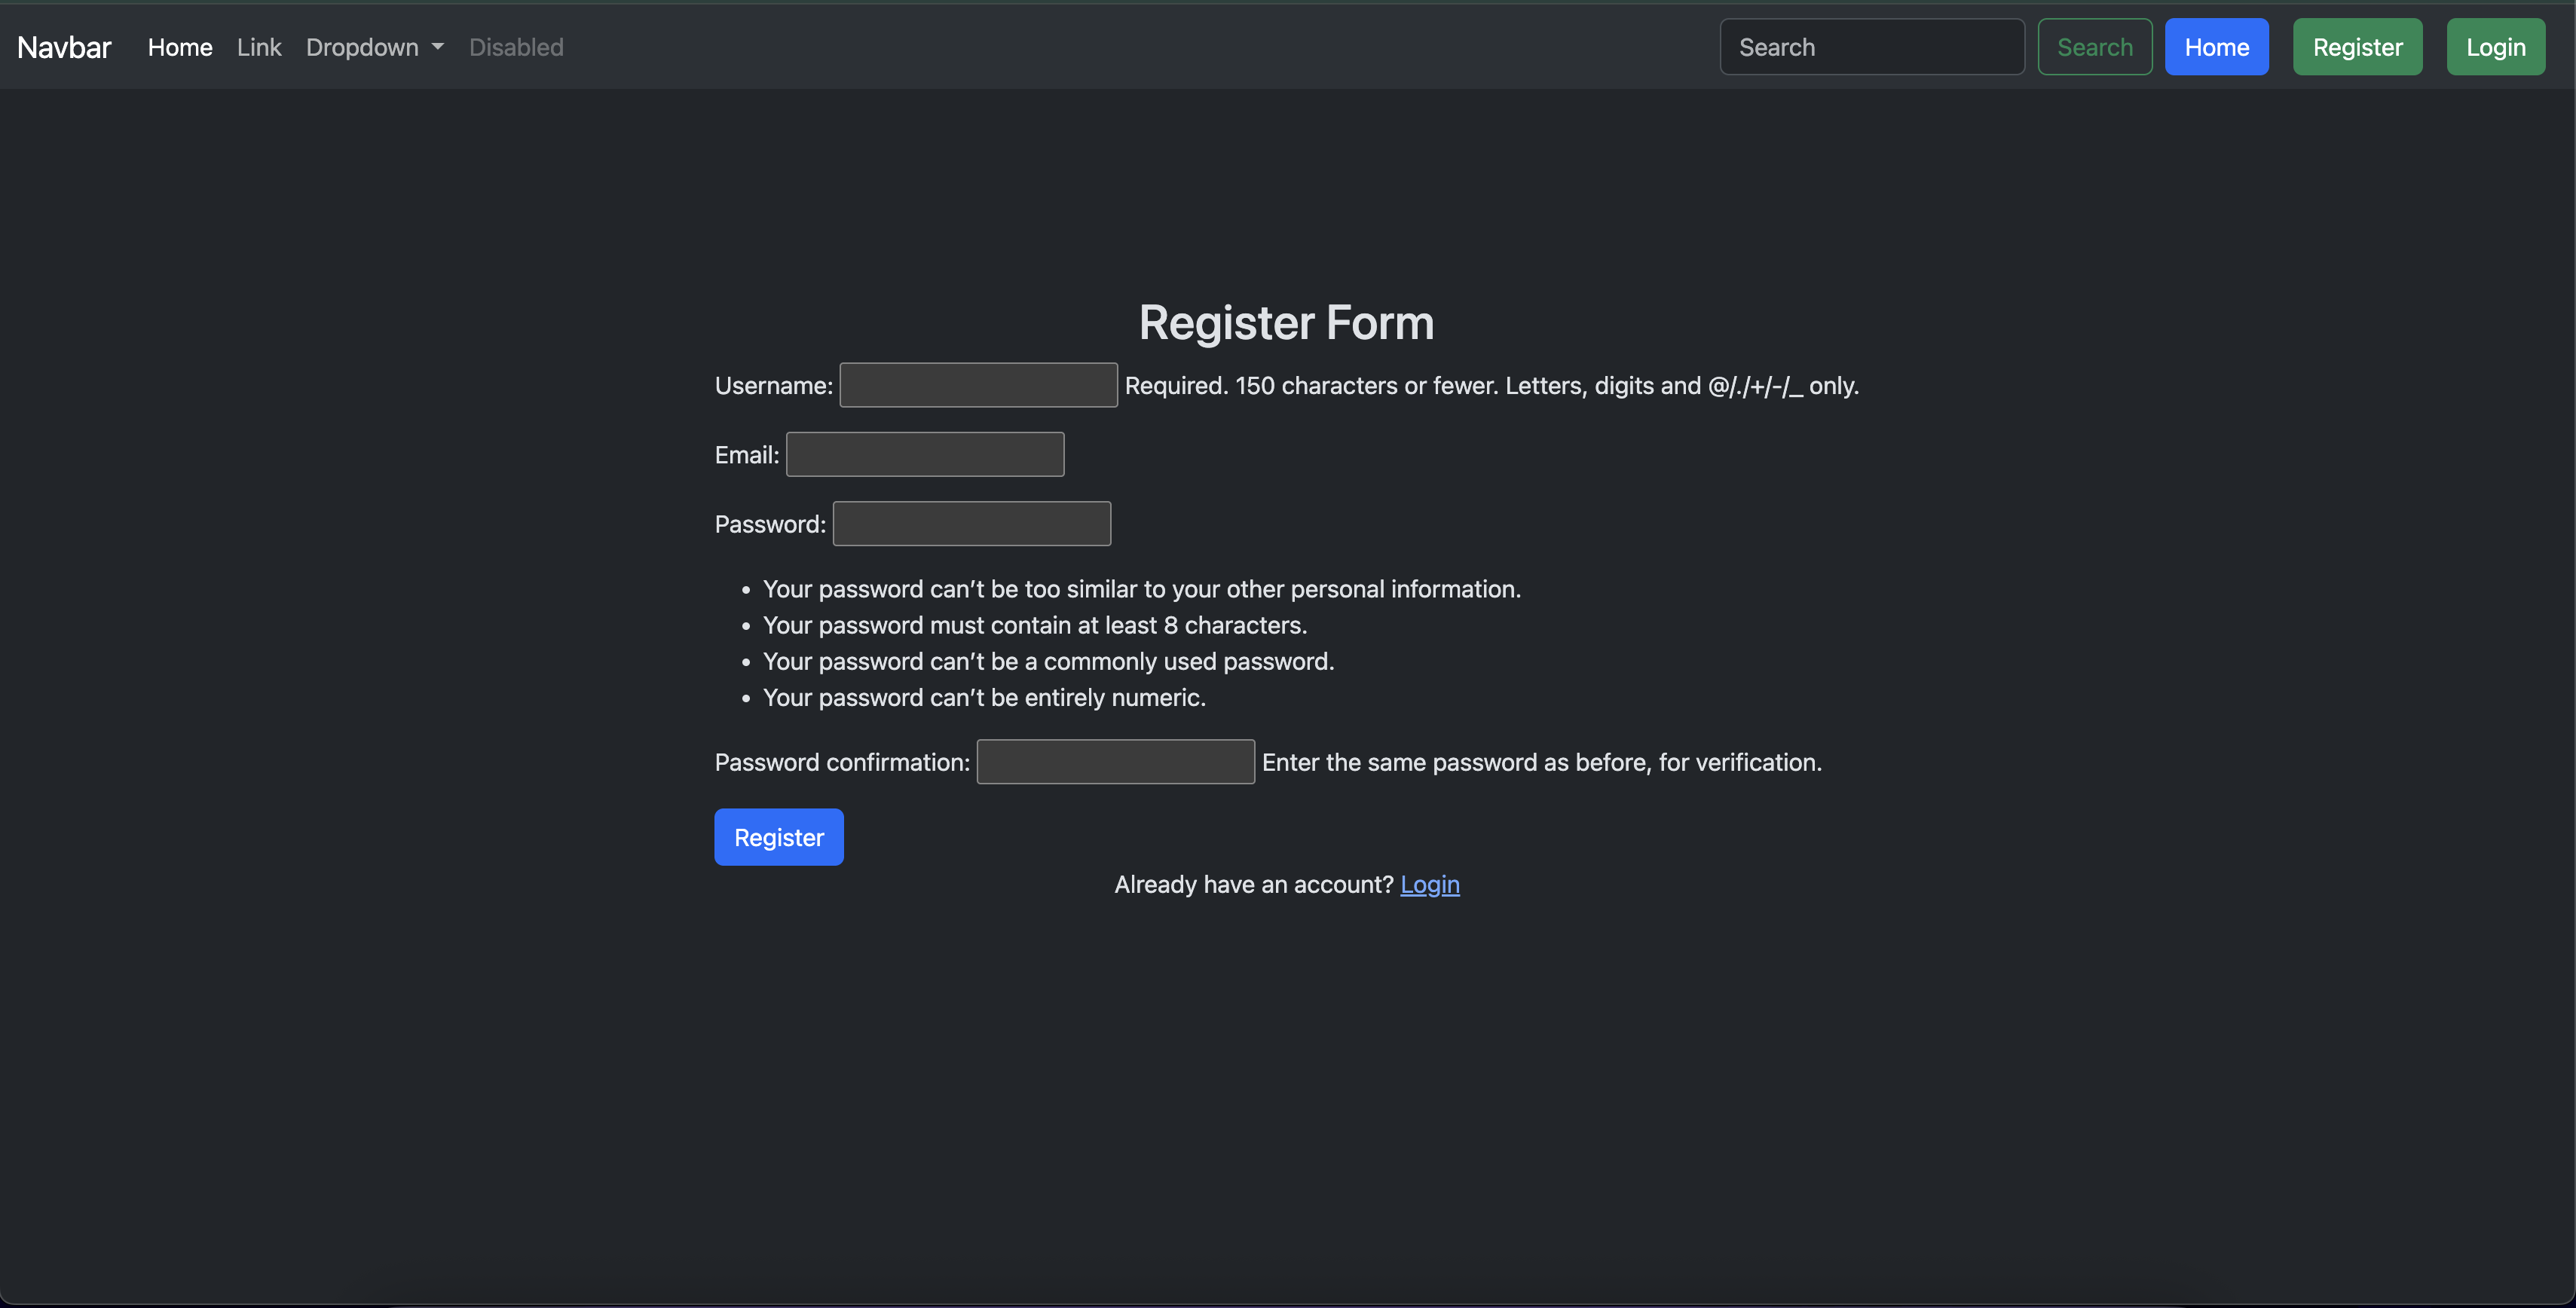 Navbar Home Link Dropdown Disabled Search Search Home Register Login
Register Form
Username: Required. 150 characters or fewer. Letters, digits and @/./+/-/_ only.
Email:
Password:
• Your password can’t be too similar to your other personal information.
• Your password must contain at least 8 characters.
• Your password can’t be a commonly used password.
• Your password can’t be entirely numeric.
Password confirmation: Enter the same password as before, for verification.
Register
Already have an account? Login